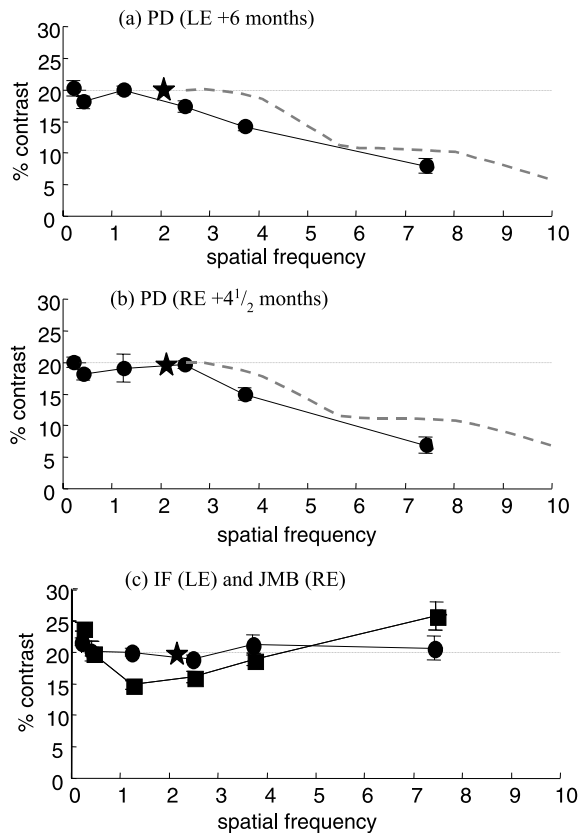 (a) PD (LE +6 months)
30
25
20
15
10
5
0
% contrast
0 1 2 3 4 5 6 7 8 9 10
spatial frequency
(b) PD (RE +4 1/2 months)
30
25
20
15
10
5
0
% contrast
0 1 2 3 4 5 6 7 8 9 10
spatial frequency
(c) IF (LE) and JMB (RE)
30
25
20
15
10
5
0
% contrast
0 1 2 3 4 5 6 7 8 9 10
spatial frequency